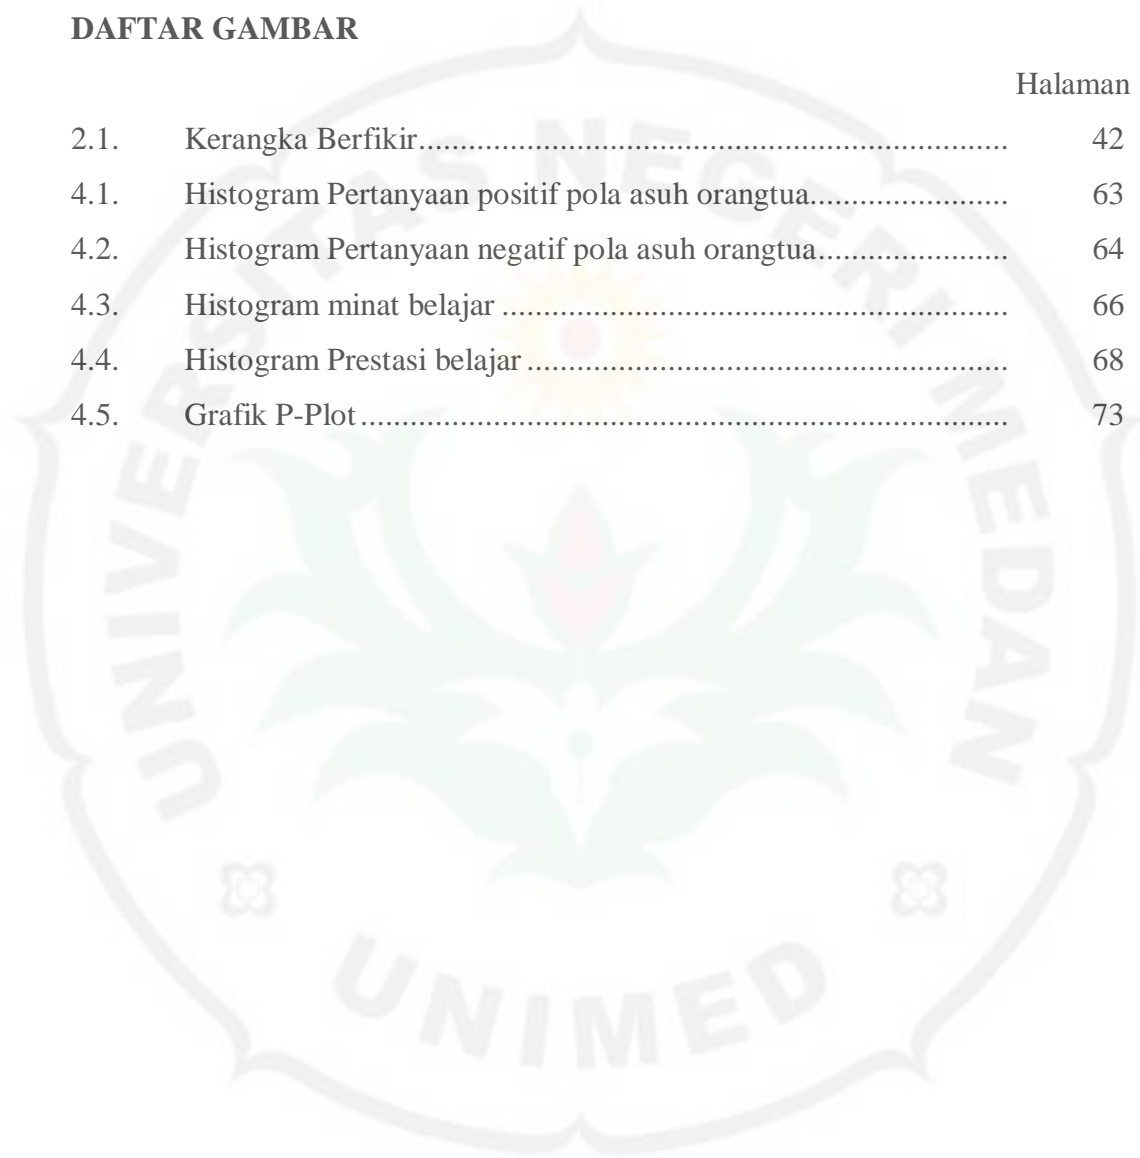 DAFTAR GAMBAR
Halaman
2.1. Kerangka Berfikir....................................................................... 42
4.1. Histogram Pertanyaan positif pola asuh orangtua........................ 63
4.2. Histogram Pertanyaan negatif pola asuh orangtua....................... 64
4.3. Histogram minat belajar ............................................................. 66
4.4. Histogram Prestasi belajar .......................................................... 68
4.5. Grafik P-Plot .............................................................................. 73
UNIVERSITAS NEGERI MEDAN
UNIMED